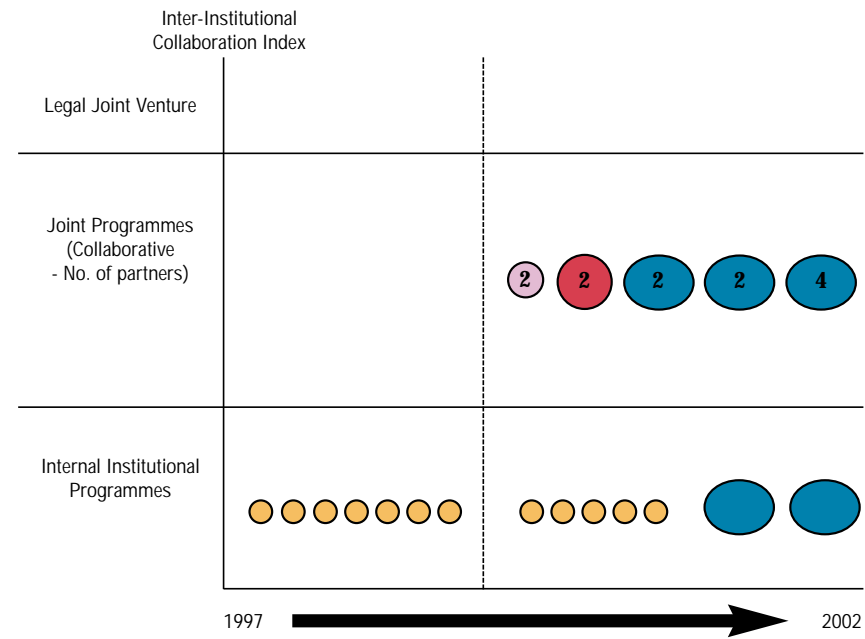 Inter-Institutional
Collaboration Index
Legal Joint Venture
Joint Programmes
(Collaborative
- No. of partners)
2 2 2 2 4
Internal Institutional
Programmes
1997 2002